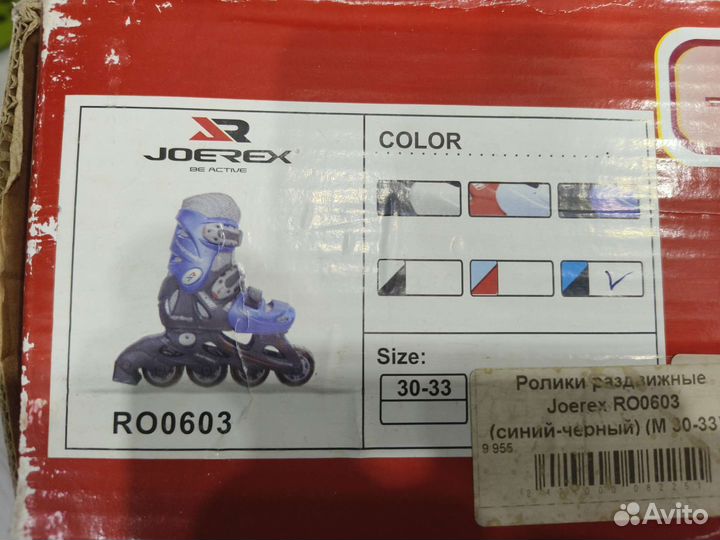 JOEREX
BE ACTIVE
COLOR
Size:
30-33
RO0603
Ролики раздвижные
Joerex RO0603
(синий-черный) (М 30-33)
9 955
Avito